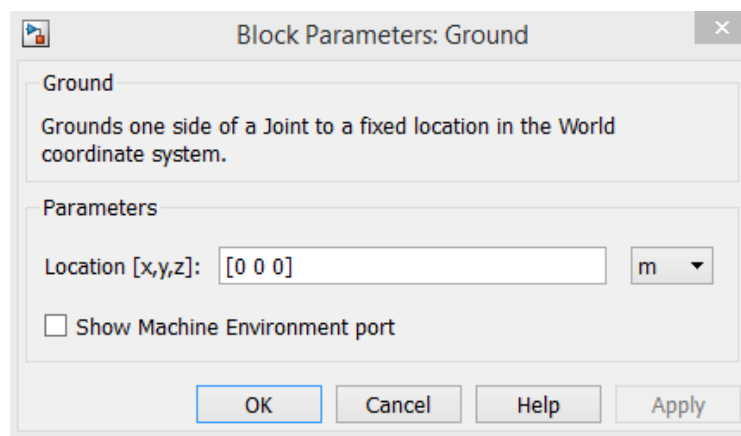 Block Parameters: Ground
Ground
Grounds one side of a Joint to a fixed location in the World
coordinate system.
Parameters
Location [x,y,z]: [0 0 0] m
Show Machine Environment port
OK Cancel Help Apply